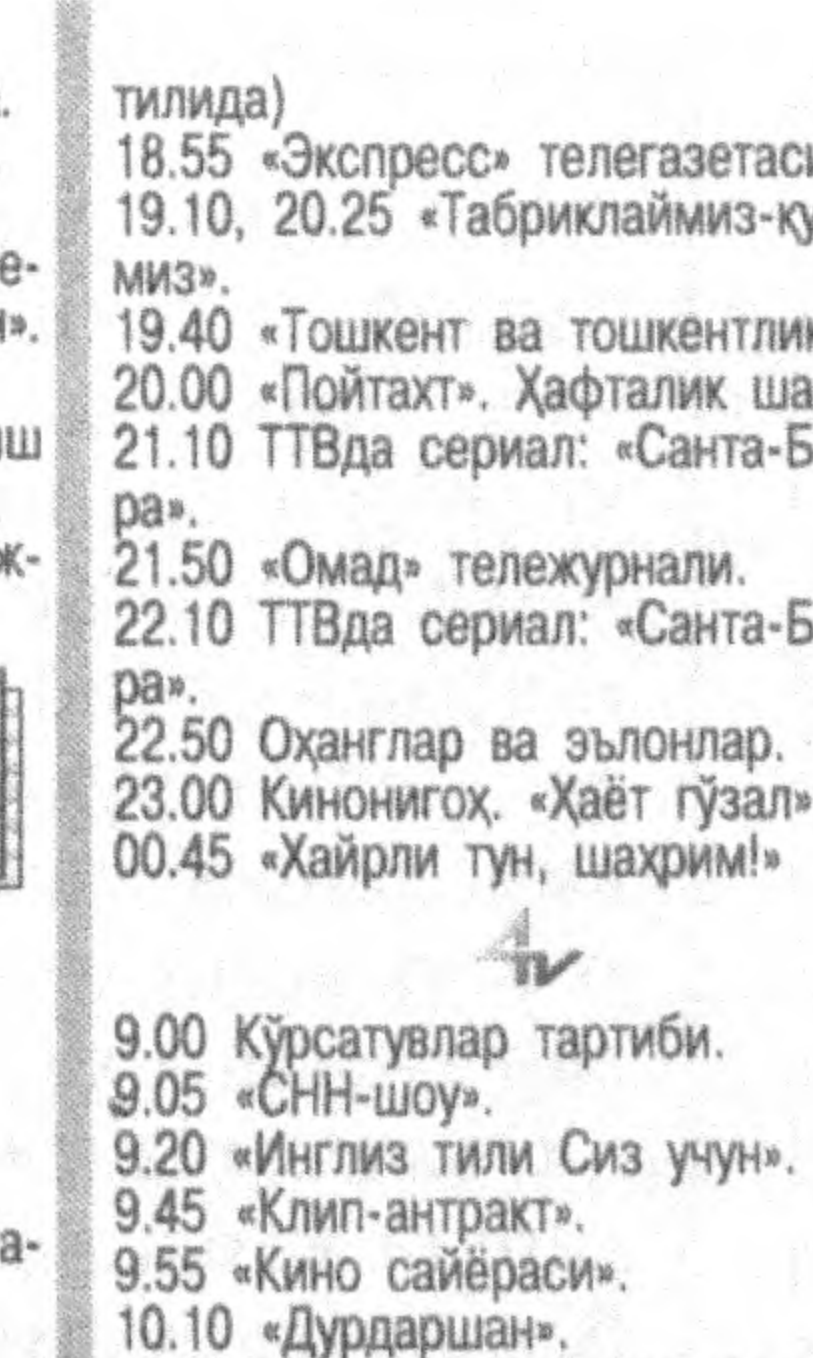 тилида)
18.55 «Экспресс» телегазетаси
19.10, 20.25 «Табриклаймиз-қу
миз».
19.40 «Тошкент ва тошкентлик
20.00 «Пойтахт». Ҳафталик ша
21.10 ТТВда сериал: «Санта-Б
ра».
21.50 «Омад» тележурнали.
22.10 ТТВда сериал: «Санта-Б
ра».
22.50 Оҳанглар ва эълонлар.
23.00 Кинонигоҳ. «Ҳаёт гўзал»
00.45 «Хайрли тун, шаҳрим!»
4TV
9.00 Кўрсатувлар тартиби.
9.05 «СНН-шоу».
9.20 «Инглиз тили Сиз учун».
9.45 «Клип-антракт».
9.55 «Кино сайёраси».
10.10 «Дурдаршан».